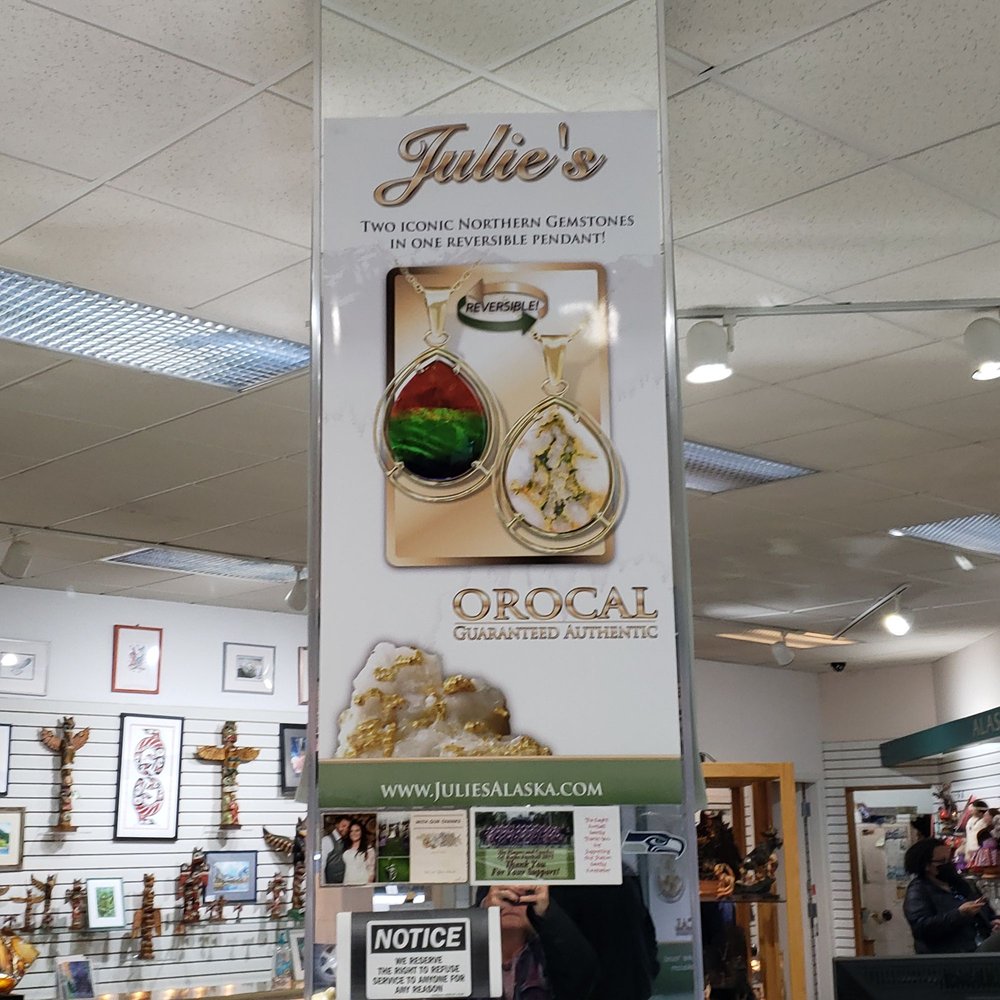 Julie's
Two iconic Northern Gemstones
in one reversible pendant!
REVERSIBLE!
OROCAL
Guaranteed Authentic
www.JuliesAlaska.com
Thank You
For Your Support!
NOTICE
WE RESERVE
THE RIGHT TO REFUSE
SERVICE TO ANYONE FOR
ANY REASON